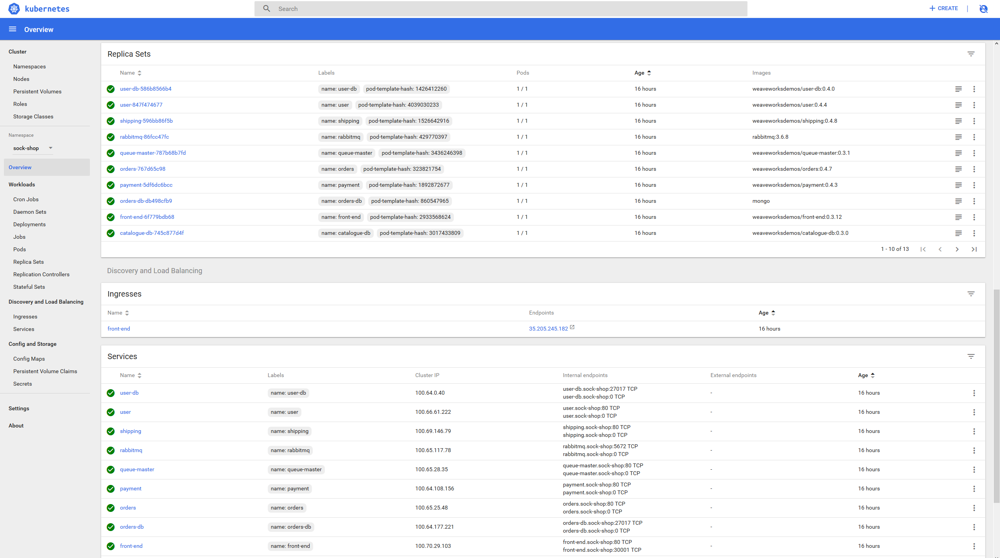 kubernetes
Search
CREATE
Overview
Cluster
Namespaces
Nodes
Persistent Volumes
Roles
Storage Classes
Namespace
sock-shop
Overview
Workloads
Cron Jobs
Daemon Sets
Deployments
Jobs
Pods
Replica Sets
Replication Controllers
Stateful Sets
Discovery and Load Balancing
Ingresses
Services
Config and Storage
Config Maps
Persistent Volume Claims
Secrets
Settings
About
Replica Sets
Name Labels Pods Age Images
user-db-586b8566b4 name: user-db pod-template-hash: 1426412260 1 / 1 16 hours weaveworksdemos/user-db:0.4.0
user-847f474677 name: user pod-template-hash: 4039030233 1 / 1 16 hours weaveworksdemos/user:0.4.4
shipping-596bb86f5b name: shipping pod-template-hash: 1526642916 1 / 1 16 hours weaveworksdemos/shipping:0.4.8
rabbitmq-86fcc47fc name: rabbitmq pod-template-hash: 429770397 1 / 1 16 hours rabbitmq:3.6.8
queue-master-787b68b7fd name: queue-master pod-template-hash: 3436246398 1 / 1 16 hours weaveworksdemos/queue-master:0.3.1
orders-767d65c98 name: orders pod-template-hash: 323821754 1 / 1 16 hours weaveworksdemos/orders:0.4.7
payment-5df6dc6bcc name: payment pod-template-hash: 1892872677 1 / 1 16 hours weaveworksdemos/payment:0.4.3
orders-db-db498cfb9 name: orders-db pod-template-hash: 860547965 1 / 1 16 hours mongo
front-end-6f779bdb68 name: front-end pod-template-hash: 2933568624 1 / 1 16 hours weaveworksdemos/front-end:0.3.12
catalogue-db-745c877d4f name: catalogue-db pod-template-hash: 3017433809 1 / 1 16 hours weaveworksdemos/catalogue-db:0.3.0
1 - 10 of 13
Discovery and Load Balancing
Ingresses
Name Endpoints Age
front-end 35.205.245.182 16 hours
Services
Name Labels Cluster IP Internal endpoints External endpoints Age
user-db name: user-db 100.64.0.40 user-db.sock-shop:27017 TCP - 16 hours
user-db.sock-shop:0 TCP
user name: user 100.66.61.222 user.sock-shop:80 TCP - 16 hours
user.sock-shop:0 TCP
shipping name: shipping 100.69.146.79 shipping.sock-shop:80 TCP - 16 hours
shipping.sock-shop:0 TCP
rabbitmq name: rabbitmq 100.65.117.78 rabbitmq.sock-shop:5672 TCP - 16 hours
rabbitmq.sock-shop:0 TCP
queue-master name: queue-master 100.65.28.35 queue-master.sock-shop:80 TCP - 16 hours
queue-master.sock-shop:0 TCP
payment name: payment 100.64.108.156 payment.sock-shop:80 TCP - 16 hours
payment.sock-shop:0 TCP
orders name: orders 100.65.25.48 orders.sock-shop:80 TCP - 16 hours
orders.sock-shop:0 TCP
orders-db name: orders-db 100.64.177.221 orders-db.sock-shop:27017 TCP - 16 hours
orders-db.sock-shop:0 TCP
front-end name: front-end 100.70.29.103 front-end.sock-shop:80 TCP - 16 hours
front-end.sock-shop:30001 TCP